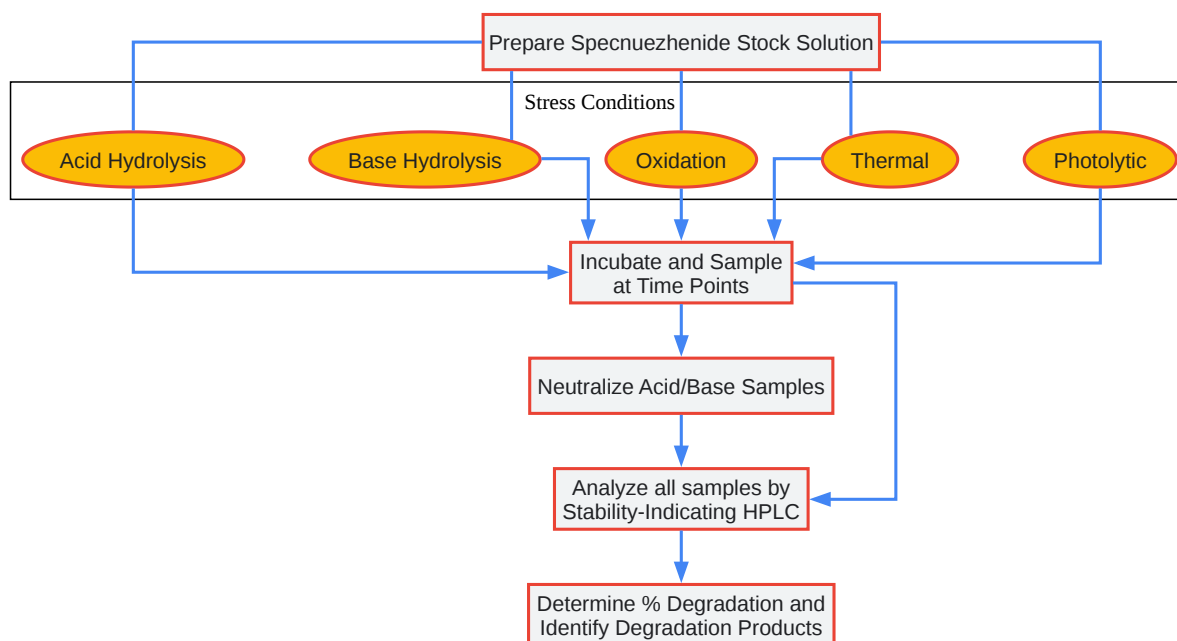 Prepare Specnuezhenide Stock Solution
Stress Conditions
Acid Hydrolysis
Base Hydrolysis
Oxidation
Thermal
Photolytic
Incubate and Sample
at Time Points
Neutralize Acid/Base Samples
Analyze all samples by
Stability-Indicating HPLC
Determine % Degradation and
Identify Degradation Products